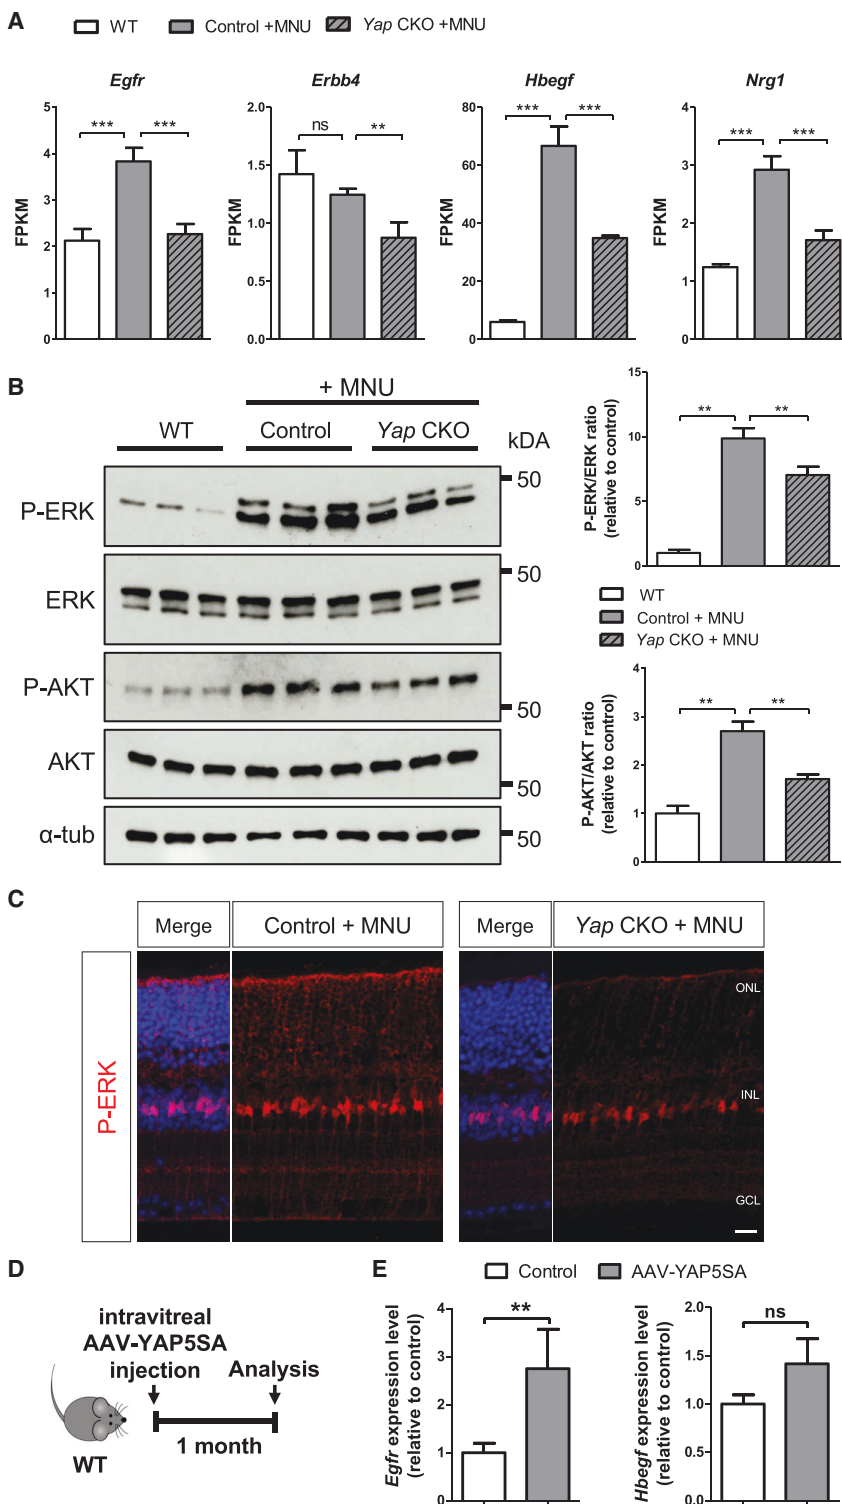 A
WT Control +MNU Yap CKO +MNU
Egfr Erbb4 Hbegf Nrg1
FPKM
5
4
3
2
1
0
*** ***
FPKM
2.0
1.5
1.0
0.5
0.0
ns **
FPKM
80
60
40
20
0
*** ***
FPKM
4
3
2
1
0
*** ***
B
+ MNU
WT Control Yap CKO kDA
P-ERK 50
ERK 50
P-AKT 50
AKT 50
α-tub 50
P-ERK/ERK ratio
(relative to control)
15
10
5
0
** **
WT
Control + MNU
Yap CKO + MNU
P-AKT/AKT ratio
(relative to control)
4
3
2
1
0
** **
C
Merge Control + MNU Merge Yap CKO + MNU
P-ERK
ONL
INL
GCL
D
intravitreal
AAV-YAP5SA
injection Analysis
1 month
WT
E
Control AAV-YAP5SA
Egfr expression level
(relative to control)
4
3
2
1
0
**
Hbegf expression level
(relative to control)
2.0
1.5
1.0
0.5
0.0
ns